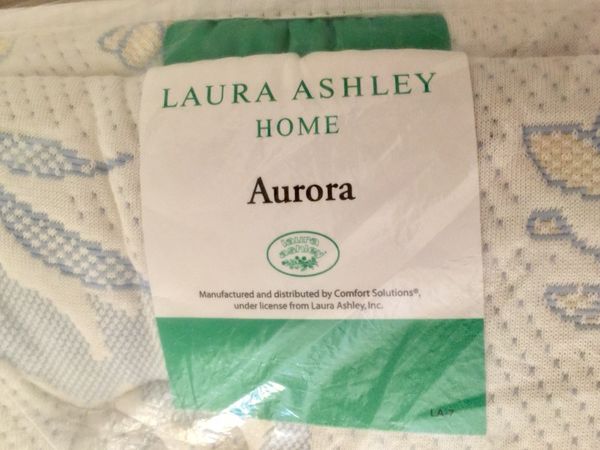 LAURA ASHLEY
HOME
Aurora
laura
ashley
Manufactured and distributed by Comfort Solutions®,
under license from Laura Ashley, Inc.
LA-7